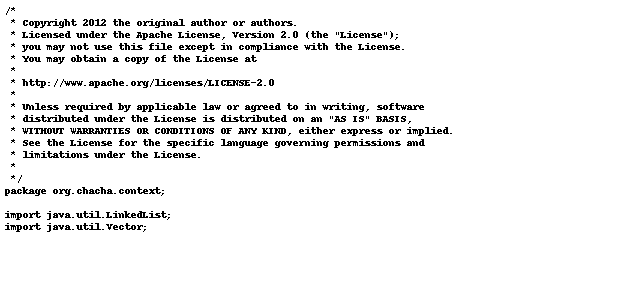 /*
 * Copyright 2012 the original author or authors.
 * Licensed under the Apache License, Version 2.0 (the "License");
 * you may not use this file except in compliance with the License.
 * You may obtain a copy of the License at
 *
 * http://www.apache.org/licenses/LICENSE-2.0
 *
 * Unless required by applicable law or agreed to in writing, software
 * distributed under the License is distributed on an "AS IS" BASIS,
 * WITHOUT WARRANTIES OR CONDITIONS OF ANY KIND, either express or implied.
 * See the License for the specific language governing permissions and
 * limitations under the License.
 *
 */
package org.chacha.context;

import java.util.LinkedList;
import java.util.Vector;